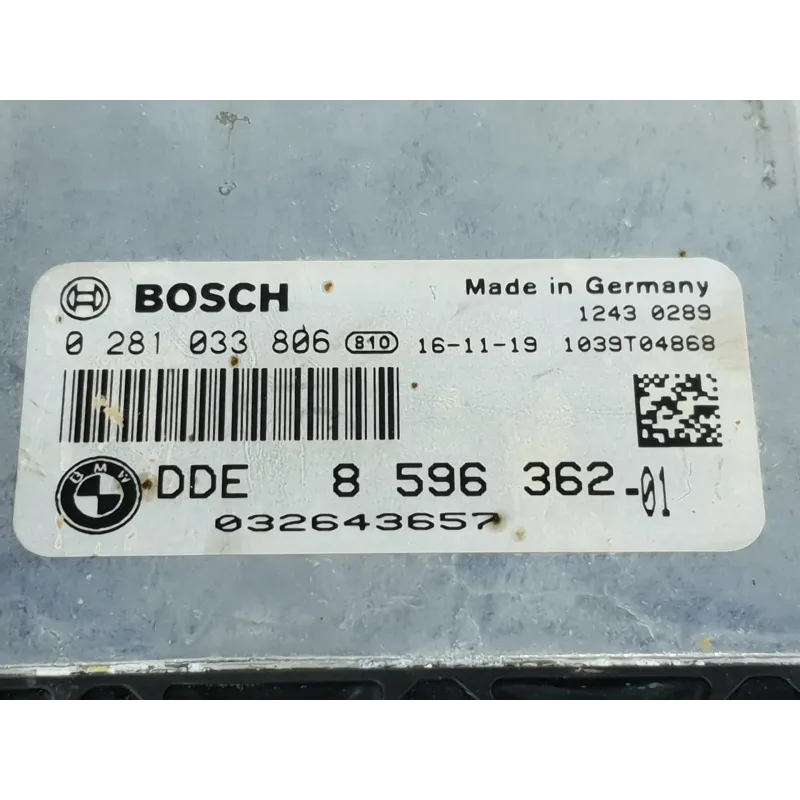 BOSCH
Made in Germany
1243 0289
0 281 033 806 810 16-11-19 1039T04868
BMW
DDE 8 596 362-01
032643657